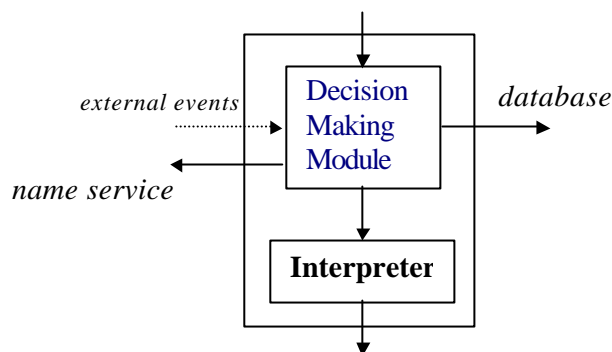 Decision
external events
Making
database
Module
name service
Interpreter